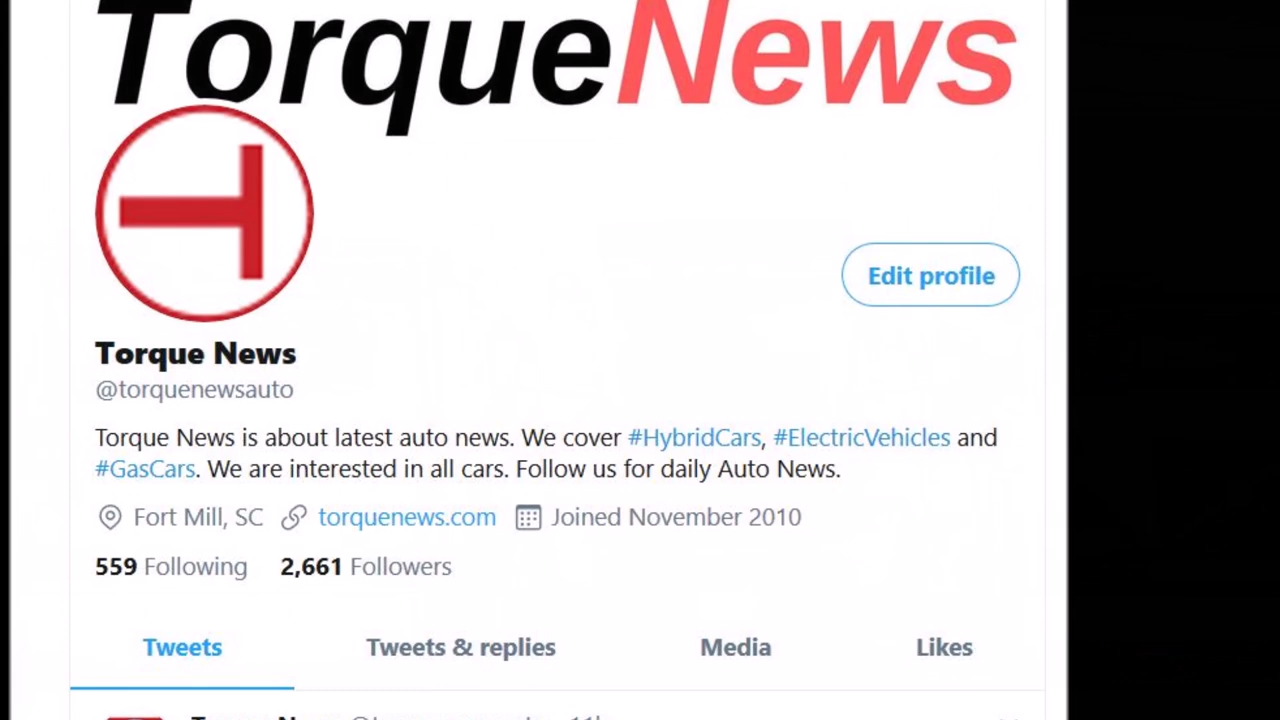 TorqueNews
T
Edit profile
Torque News
@torquenewsauto
Torque News is about latest auto news. We cover #HybridCars, #ElectricVehicles and
#GasCars. We are interested in all cars. Follow us for daily Auto News.
Fort Mill, SC torquenews.com Joined November 2010
559 Following 2,661 Followers
Tweets Tweets & replies Media Likes